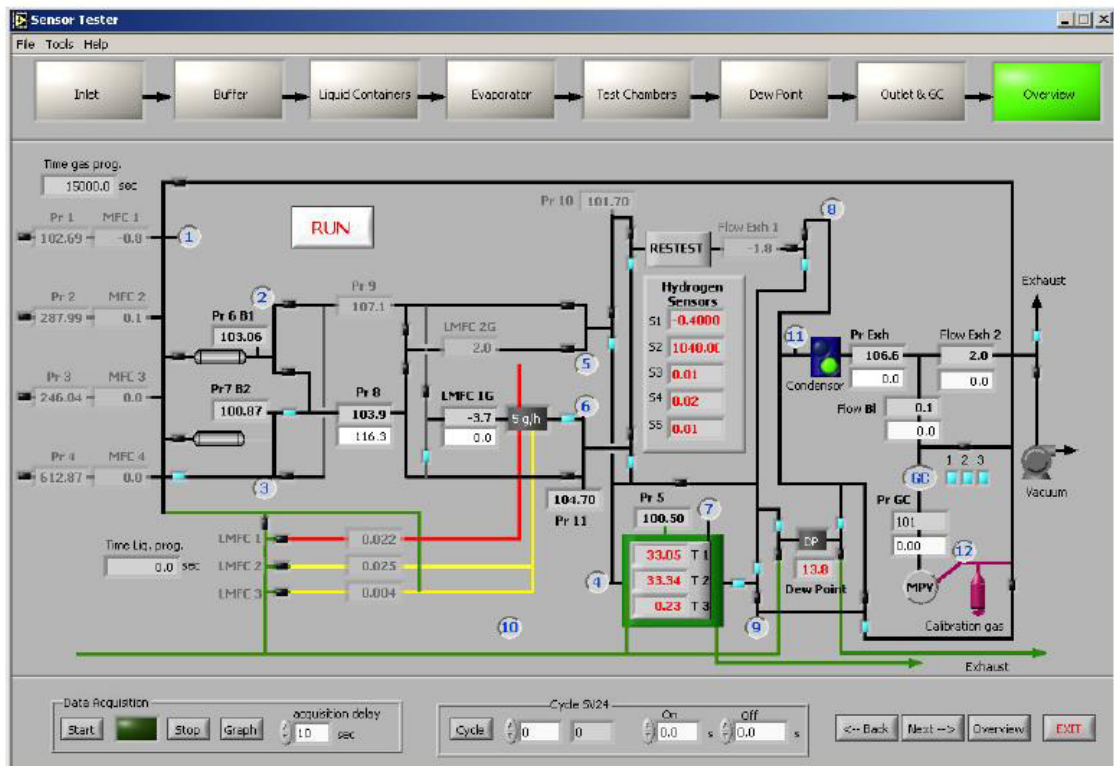 Sensor Tester
File Tools Help
Inlet
Buffer
Liquid Containers
Evaporator
Test Chambers
Dew Point
Outlet & GC
Overview
Time gas prog.
15000.0 sec
Pr 1 MFC 1
102.69 -0.0
1
Pr 2 MFC 2
287.99 0.1
Pr 3 MFC 3
246.04 0.0
Pr 4 MFC 4
612.87 0.0
RUN
2
Pr 6 B1
103.06
Pr7 B2
100.87
3
Pr 9
107.1
Pr 8
103.9
116.3
LMFC 2G
2.0
LMFC 1G
-3.7
0.0
5 g/h
5
6
Pr 10 101.70
RESTEST
Flow Exh 1
-1.8
8
Hydrogen
Sensors
S1 -0.4000
S2 1040.00
S3 0.01
S4 0.02
S5 0.01
104.70
Pr 11
Pr 5
100.50
7
4
33.05 T 1
33.34 T 2
0.23 T 3
9
DP
13.8
Dew Point
11
Condensor
Pr Exh
106.6
0.0
Flow Exh 2
2.0
0.0
Flow Bl
0.1
0.0
Exhaust
Vacuum
GC
1 2 3
Pr GC
101
0.00
12
MPV
Calibration gas
Exhaust
Time Liq. prog.
0.0 sec
LMFC 1 0.022
LMFC 2 0.025
LMFC 3 0.004
10
Data Acquisition
Start
Stop
Graph
acquisition delay
10 sec
Cycle SV24
Cycle
0
0
On
0.0 s
Off
0.0 s
<-- Back
Next -->
Overview
EXIT